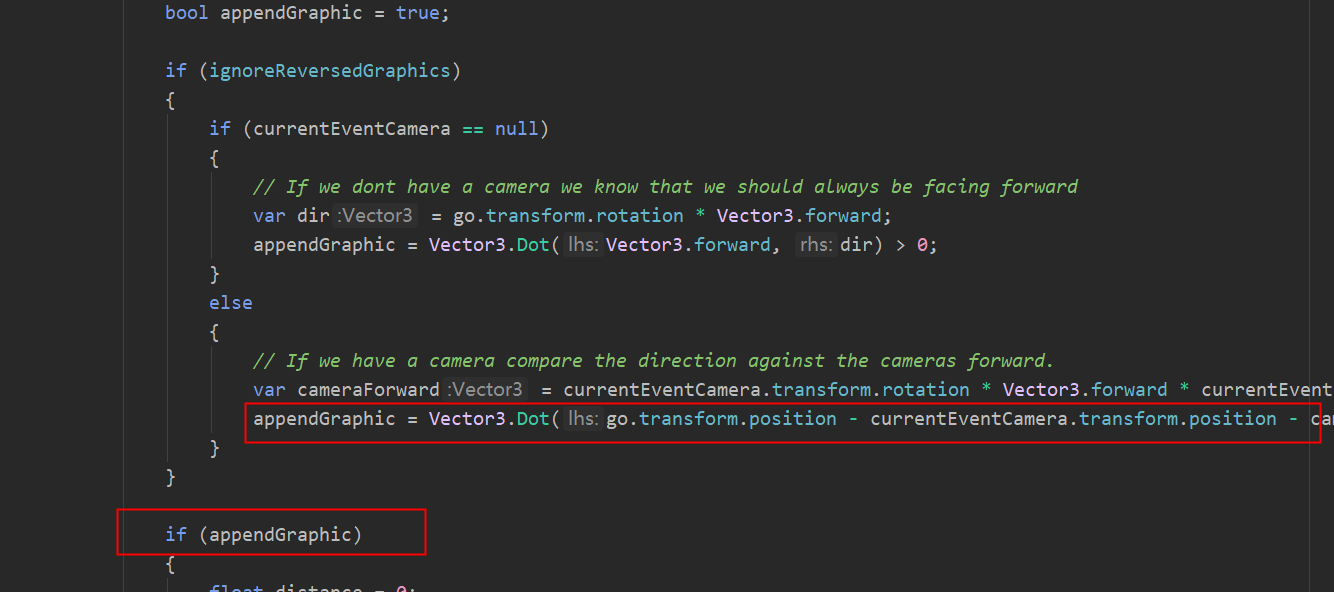 bool appendGraphic = true;
if (ignoreReversedGraphics)
{
if (currentEventCamera == null)
{
// If we dont have a camera we know that we should always be facing forward
var dir :Vector3 = go.transform.rotation * Vector3.forward;
appendGraphic = Vector3.Dot( lhs: Vector3.forward, rhs: dir) > 0;
}
else
{
// If we have a camera compare the direction against the cameras forward.
var cameraForward :Vector3 = currentEventCamera.transform.rotation * Vector3.forward * currentEvent
appendGraphic = Vector3.Dot( lhs: go.transform.position - currentEventCamera.transform.position -
}
}
if (appendGraphic)
{
float distance = 0;